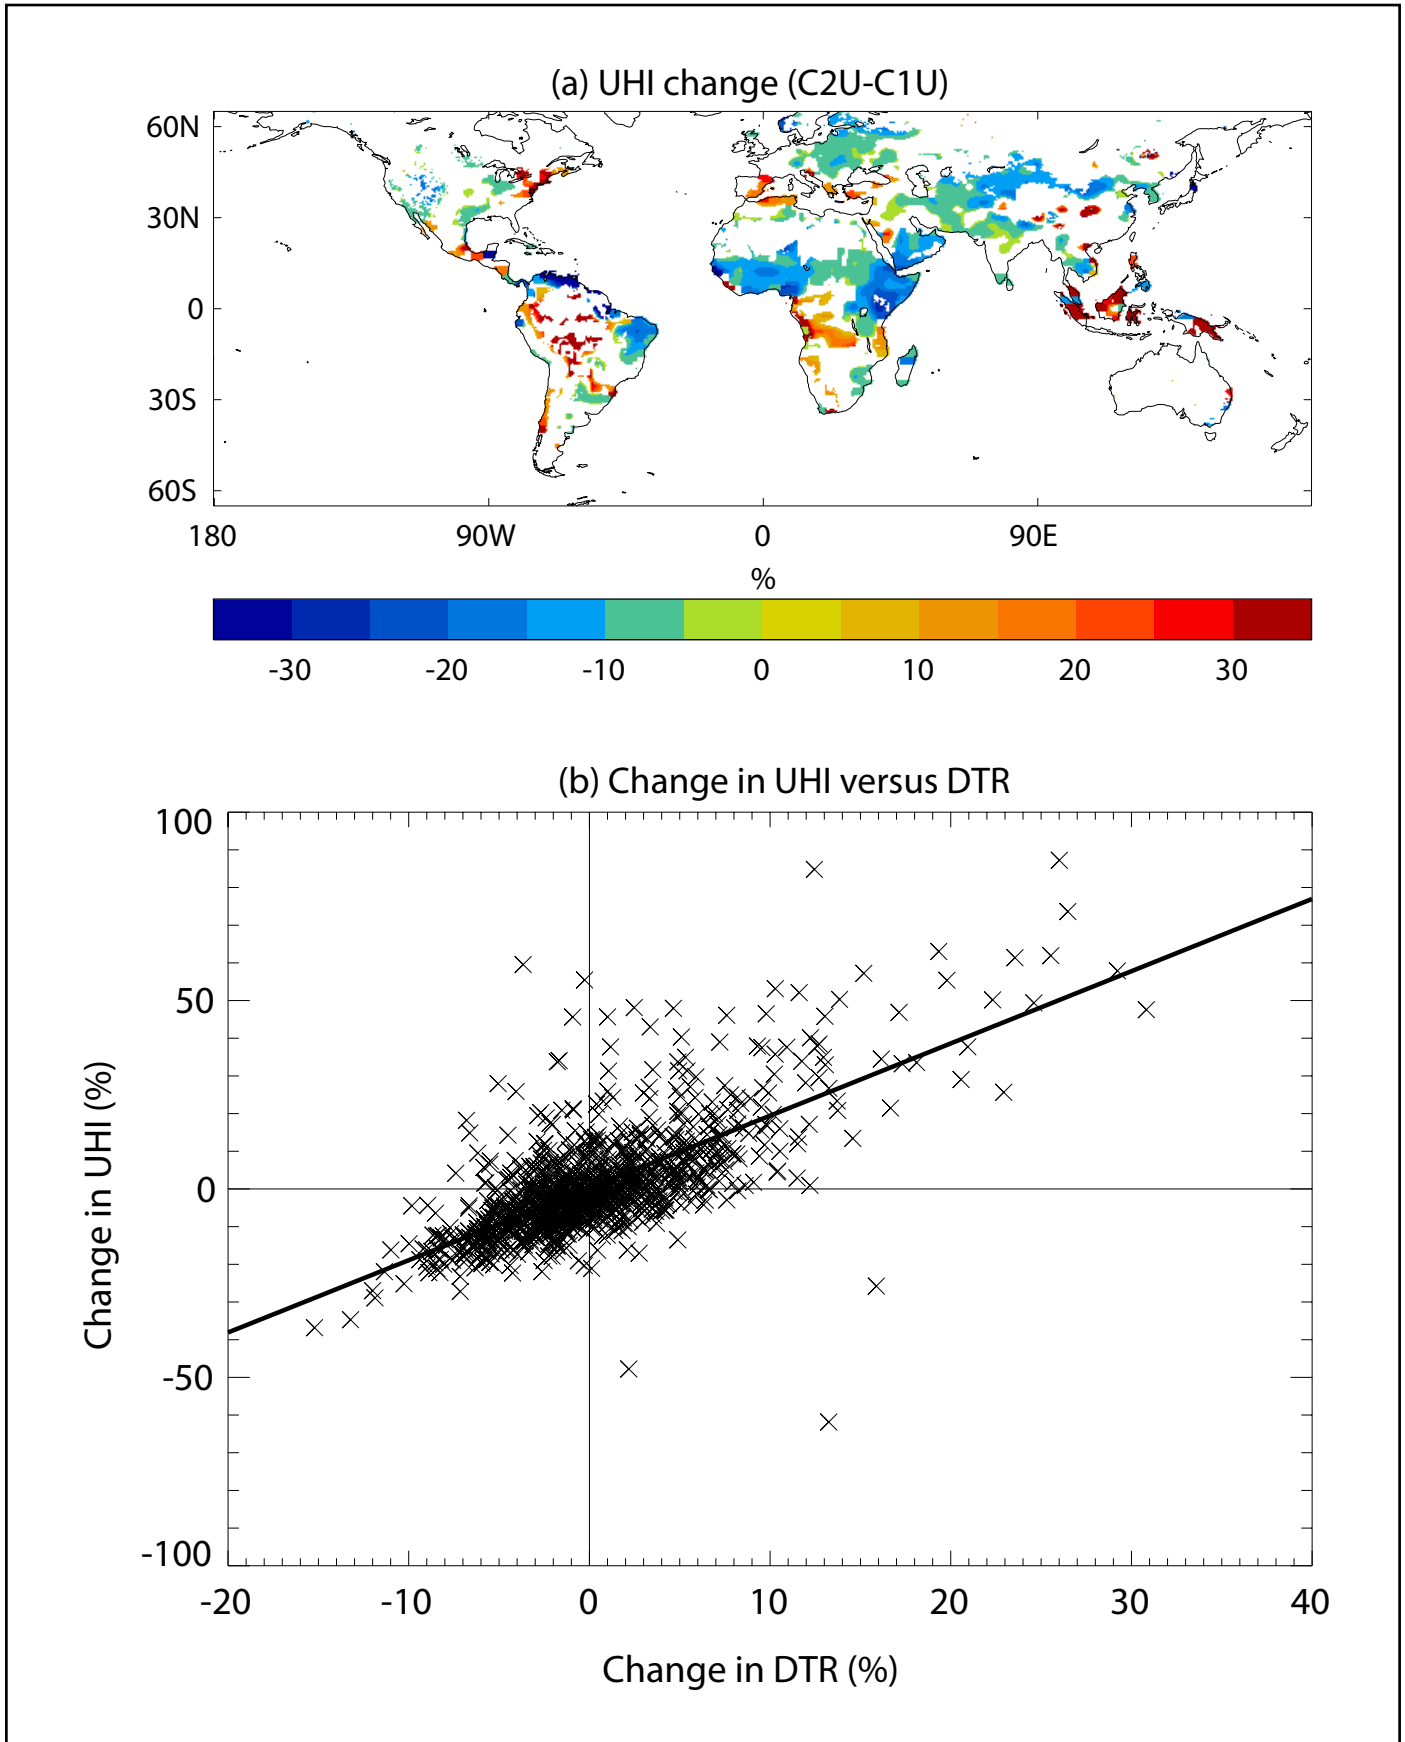 (a) UHI change (C2U-C1U)
60N
30N
0
30S
60S
180 90W 0 90E
%
-30 -20 -10 0 10 20 30
(b) Change in UHI versus DTR
100
50
0
-50
-100
Change in UHI (%)
-20 -10 0 10 20 30 40
Change in DTR (%)